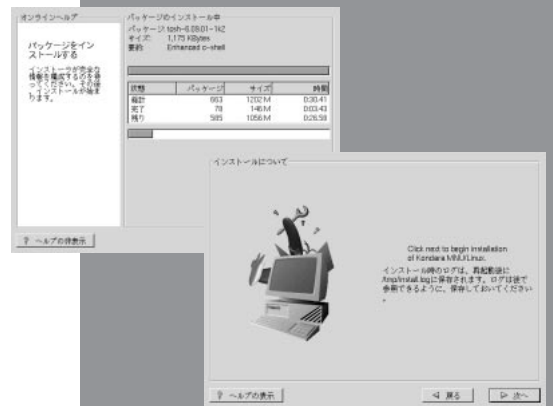 オンラインヘルプ
パッケージをイン
ストールする
インストーラが完全な
情報を構成するのを待
ってください。その後
、インストールが始ま
ります。
? ヘルプの非表示
パッケージのインストール中
パッケージ: tcsh-6.09.01-1k2
サイズ: 1,175 KBytes
要約: Enhanced c-shell
状態 パッケージ サイズ 時間
総計 663 1202 M 0:30.41
完了 78 146 M 0:03.43
残り 585 1056 M 0:26.58
インストールについて
Click next to begin installation
of Kondara MNU/Linux.
インストール時のログは、再起動後に
/tmp/install.logに保存されます。ログは後で
参照できるように、保存しておいてください
。
? ヘルプの表示
戻る
次へ